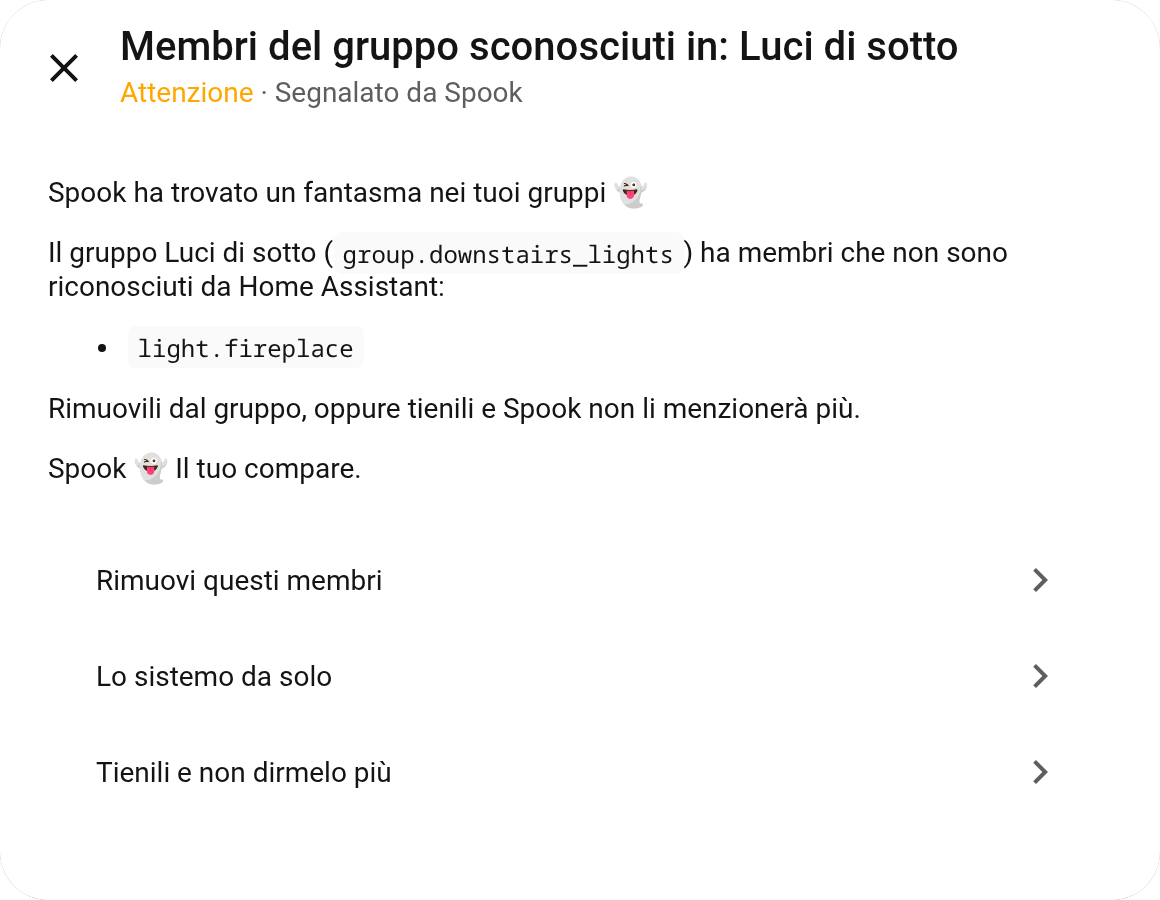 Membri del gruppo sconosciuti in: Luci di sotto
Attenzione · Segnalato da Spook
Spook ha trovato un fantasma nei tuoi gruppi 👻
Il gruppo Luci di sotto ( group.downstairs_lights ) ha membri che non sono
riconosciuti da Home Assistant:
• light.fireplace
Rimuovili dal gruppo, oppure tienili e Spook non li menzionerà più.
Spook 👻 Il tuo compare.
Rimuovi questi membri
Lo sistemo da solo
Tienili e non dirmelo più